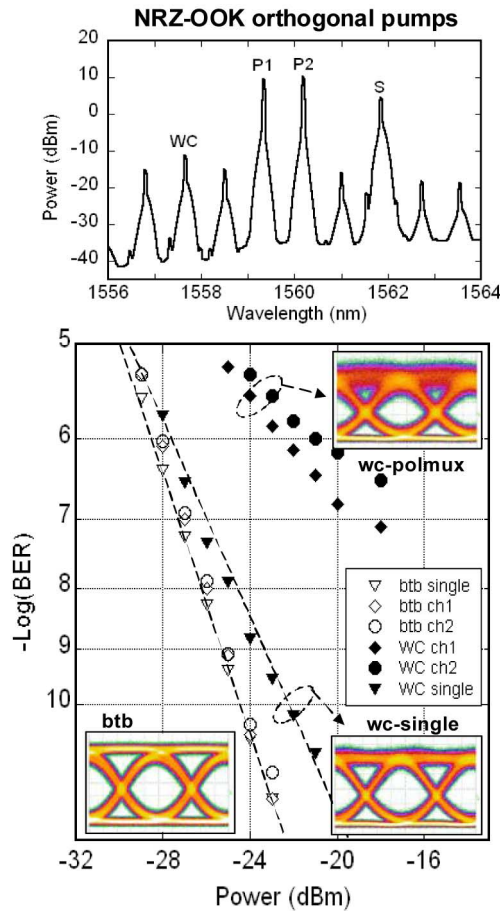 NRZ-OOK orthogonal pumps
20
10
0
-10
-20
-30
-40
Power (dBm)
P1
P2
S
WC
1556
1558
1560
1562
1564
Wavelength (nm)
5
6
7
8
9
10
-Log(BER)
wc-polmux
btb single
btb ch1
btb ch2
WC ch1
WC ch2
WC single
btb
wc-single
-32
-28
-24
-20
-16
Power (dBm)